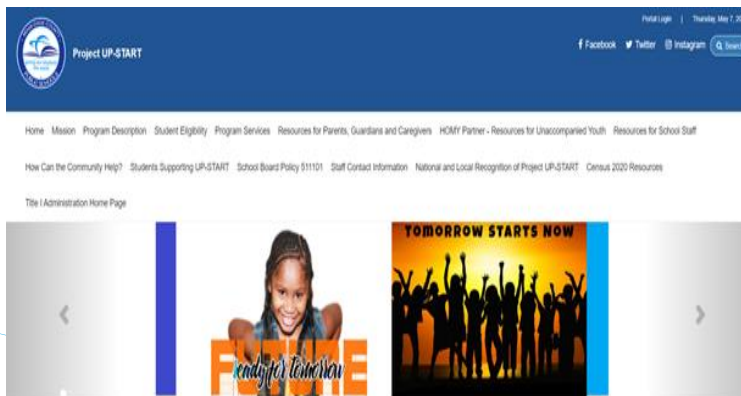 Portal Login | Thursday, May 7, 20
Project UP-START
Facebook Twitter Instagram Search
Home Mission Program Description Student Eligibility Program Services Resources for Parents, Guardians and Caregivers HOMY Partner - Resources for Unaccompanied Youth Resources for School Staff
How Can the Community Help? Students Supporting UP-START School Board Policy 511101 Staff Contact Information National and Local Recognition of Project UP-START Census 2020 Resources
Title I Administration Home Page
TOMORROW STARTS NOW
FUTURE
ready for tomorrow